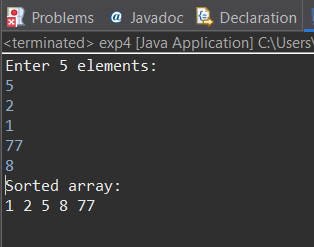 Problems @ Javadoc Declaration
<terminated> exp4 [Java Application] C:\Users\
Enter 5 elements:
5
2
1
77
8
Sorted array:
1 2 5 8 77